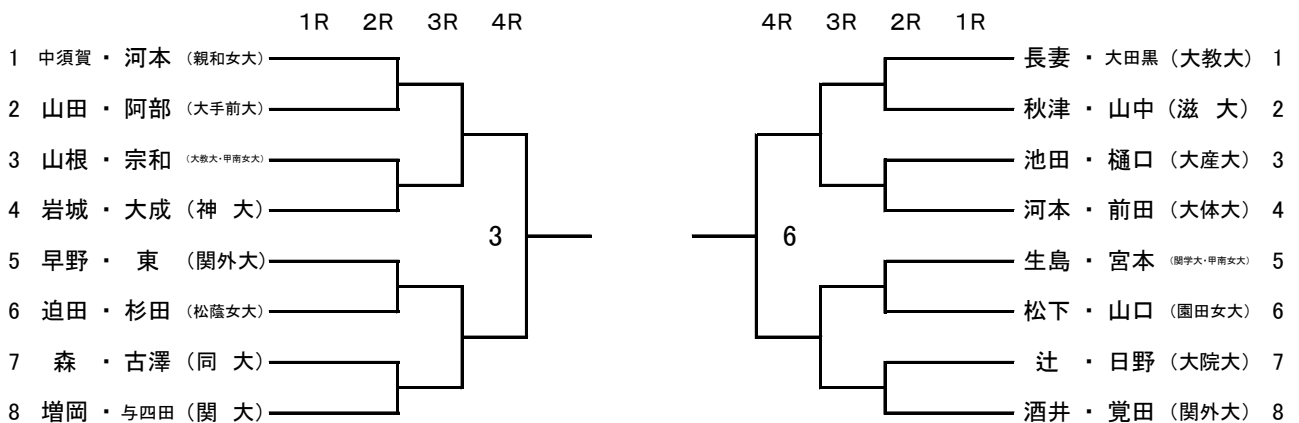 1R 2R 3R 4R
1 中須賀 ・ 河本 (親和女大)
2 山田 ・ 阿部 (大手前大)
3 山根 ・ 宗和 (大教大・甲南女大)
4 岩城 ・ 大成 (神 大)
5 早野 ・ 東 (関外大)
6 迫田 ・ 杉田 (松蔭女大)
7 森 ・ 古澤 (同 大)
8 増岡 ・ 与四田 (関 大)
3
4R 3R 2R 1R
長妻 ・ 大田黒 (大教大) 1
秋津 ・ 山中 (滋 大) 2
池田 ・ 樋口 (大産大) 3
河本 ・ 前田 (大体大) 4
生島 ・ 宮本 (関学大・甲南女大) 5
松下 ・ 山口 (園田女大) 6
辻 ・ 日野 (大院大) 7
酒井 ・ 覚田 (関外大) 8
6